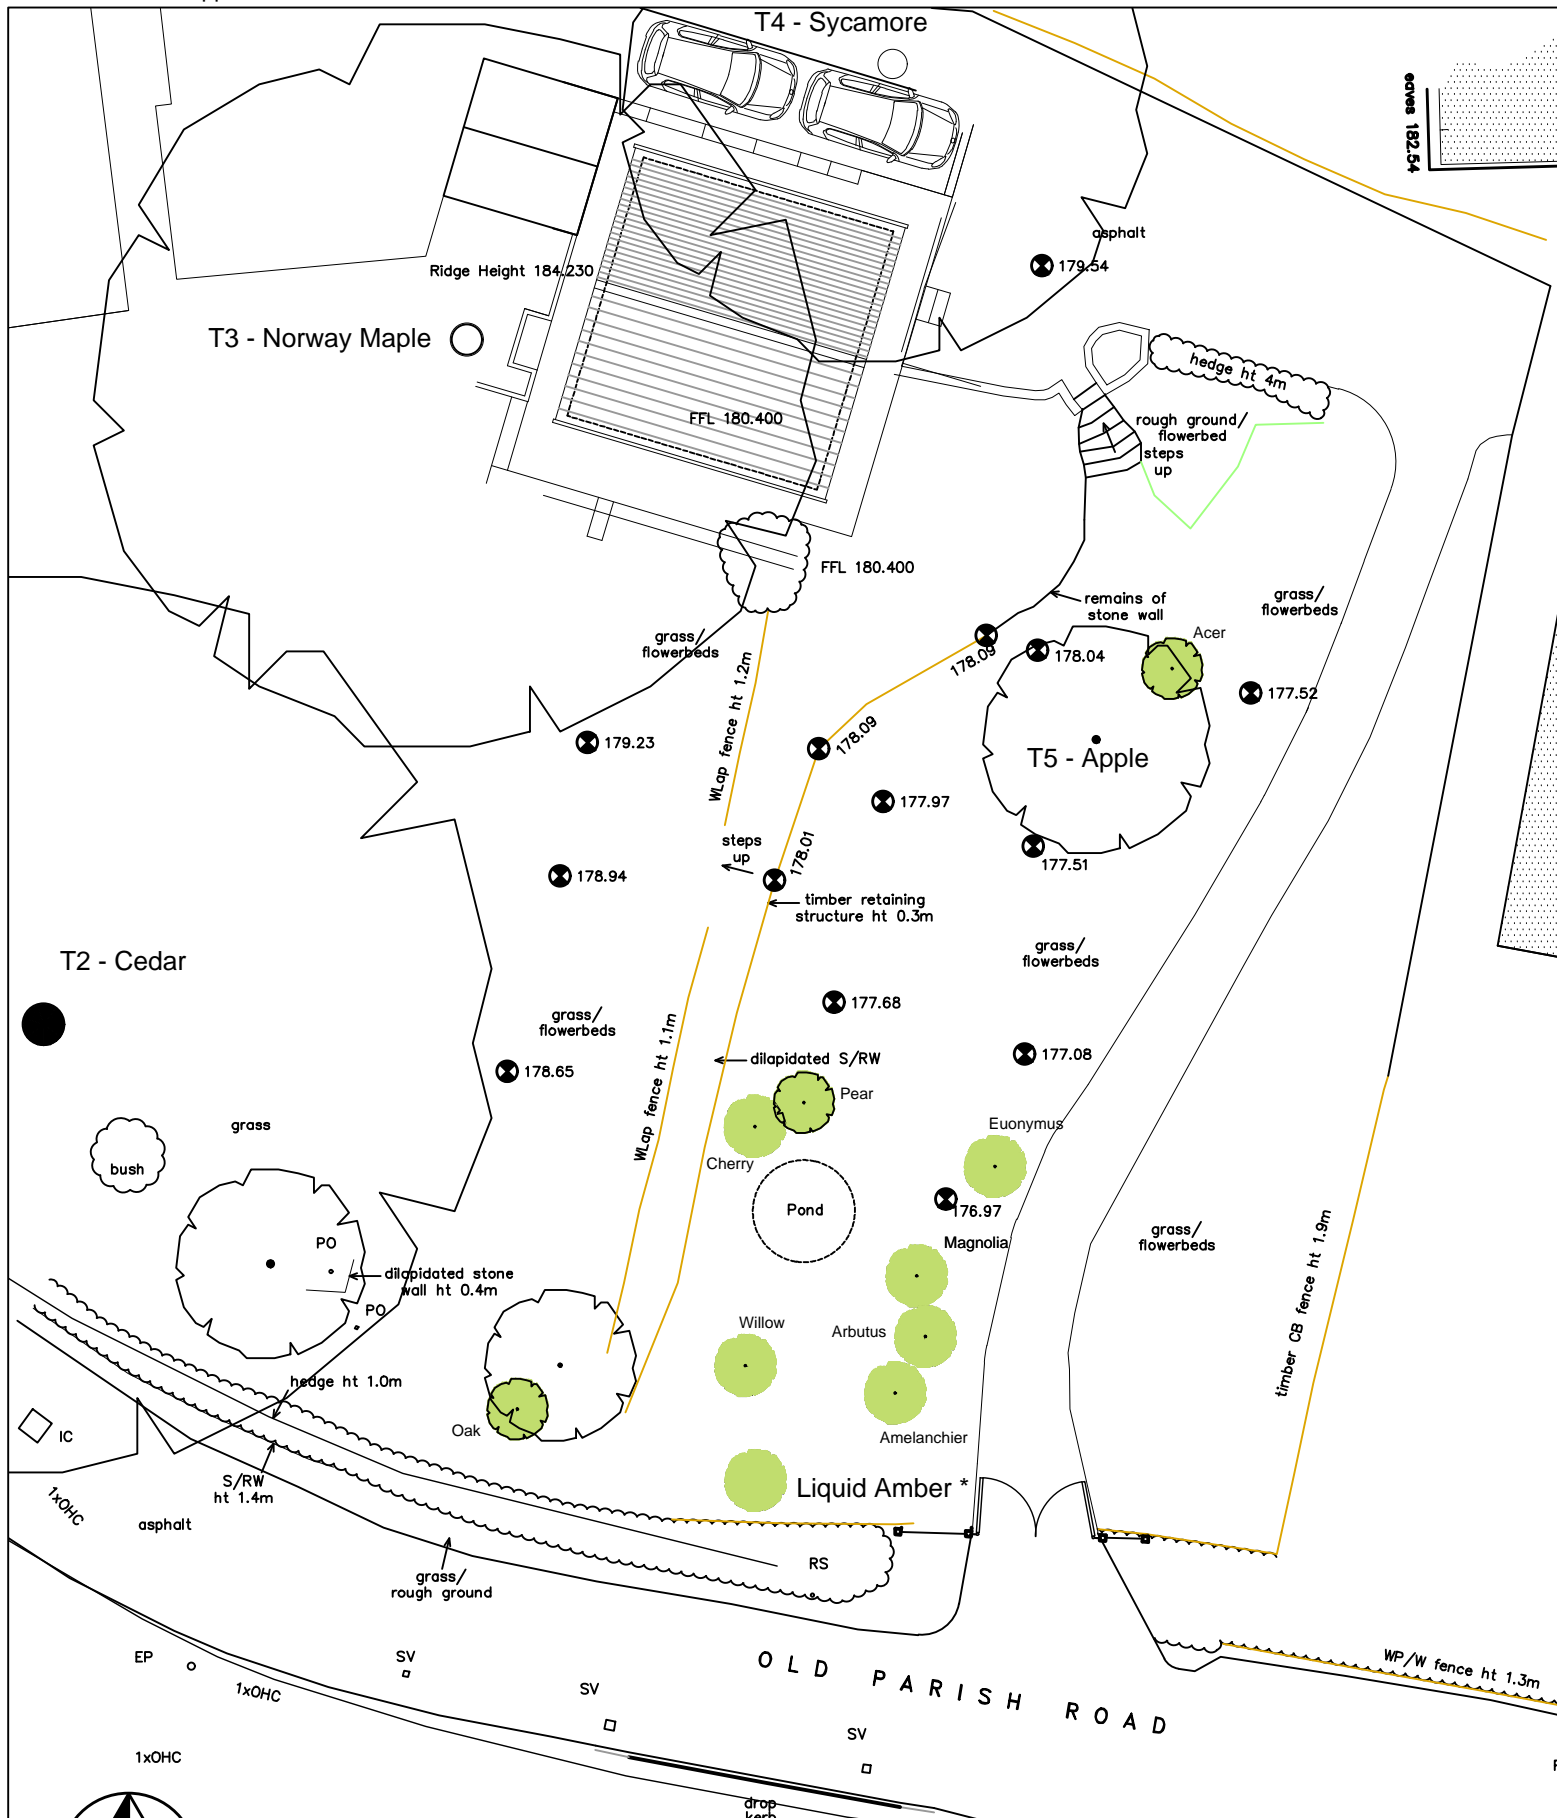 T4 - Sycamore
eaves 182.54
asphalt
179.54
Ridge Height 184.230
T3 - Norway Maple
hedge ht 4m
FFL 180.400
rough ground/
flowerbed
steps
up
FFL 180.400
remains of
stone wall
grass/
flowerbeds
grass/
flowerbeds
Acer
178.09
178.04
177.52
WLap fence ht 1.2m
179.23
178.09
T5 - Apple
177.97
steps
up
178.01
177.51
178.94
timber retaining
structure ht 0.3m
T2 - Cedar
grass/
flowerbeds
177.68
grass/
flowerbeds
WLap fence ht 1.1m
dilapidated S/RW
177.08
178.65
Pear
grass
Euonymus
bush
Cherry
Pond
176.97
PO
Magnolia
grass/
flowerbeds
timber CB fence ht 1.9m
dilapidated stone
wall ht 0.4m
PO
Willow
Arbutus
hedge ht 1.0m
Oak
Amelanchier
IC
S/RW
ht 1.4m
Liquid Amber *
1xOHC
asphalt
RS
grass/
rough ground
EP
SV
1xOHC
SV
OLD PARISH ROAD
WP/W fence ht 1.3m
SV
1xOHC
drop
kerb